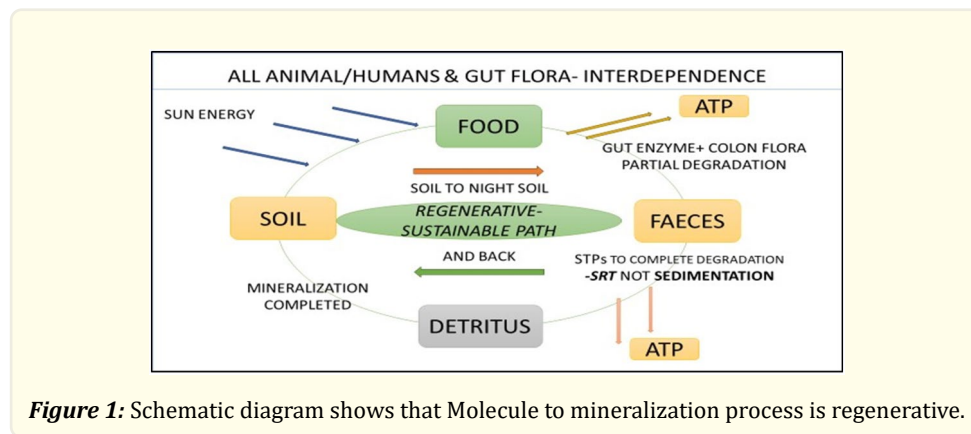 ALL ANIMAL/HUMANS & GUT FLORA- INTERDEPENDENCE
SUN ENERGY
FOOD
ATP
GUT ENZYME+ COLON FLORA
PARTIAL DEGRADATION
SOIL TO NIGHT SOIL
SOIL
REGENERATIVE-
SUSTAINABLE PATH
FAECES
AND BACK
STPs TO COMPLETE DEGRADATION
-SRT NOT SEDIMENTATION
MINERALIZATION
COMPLETED
DETRITUS
ATP
Figure 1: Schematic diagram shows that Molecule to mineralization process is regenerative.